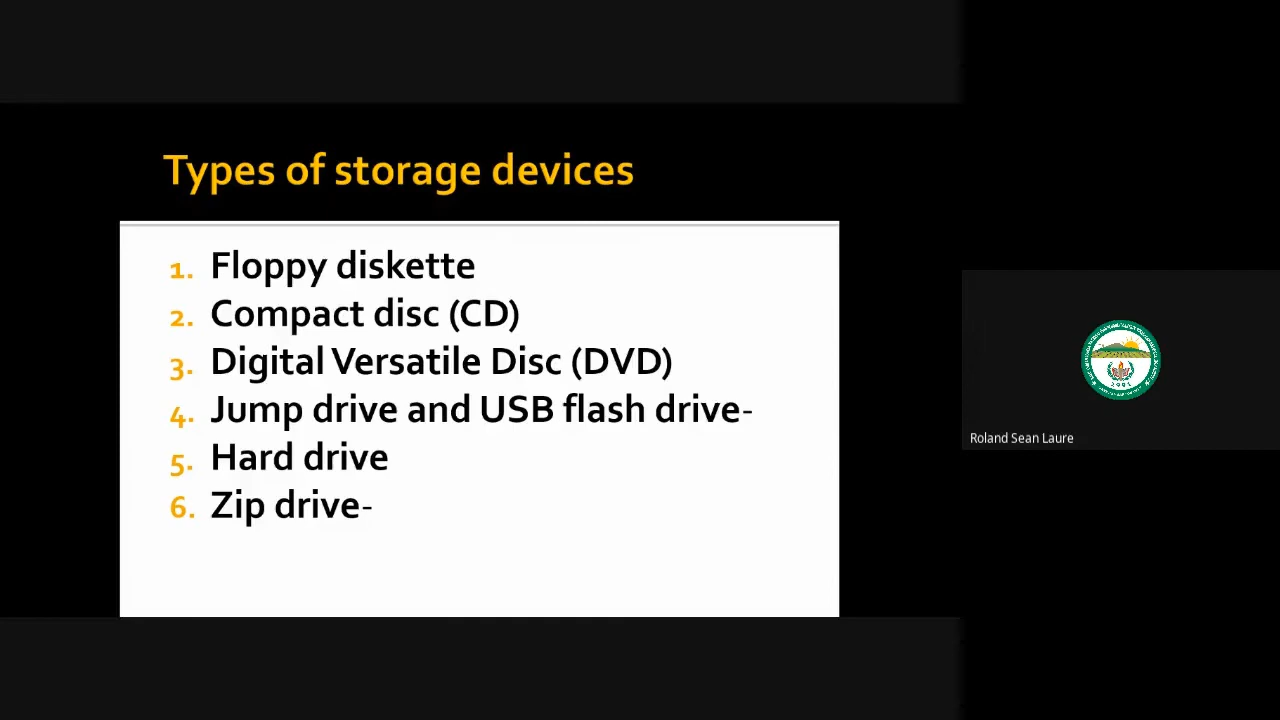 Types of storage devices
1. Floppy diskette
2. Compact disc (CD)
3. Digital Versatile Disc (DVD)
4. Jump drive and USB flash drive-
5. Hard drive
6. Zip drive-
Roland Sean Laure